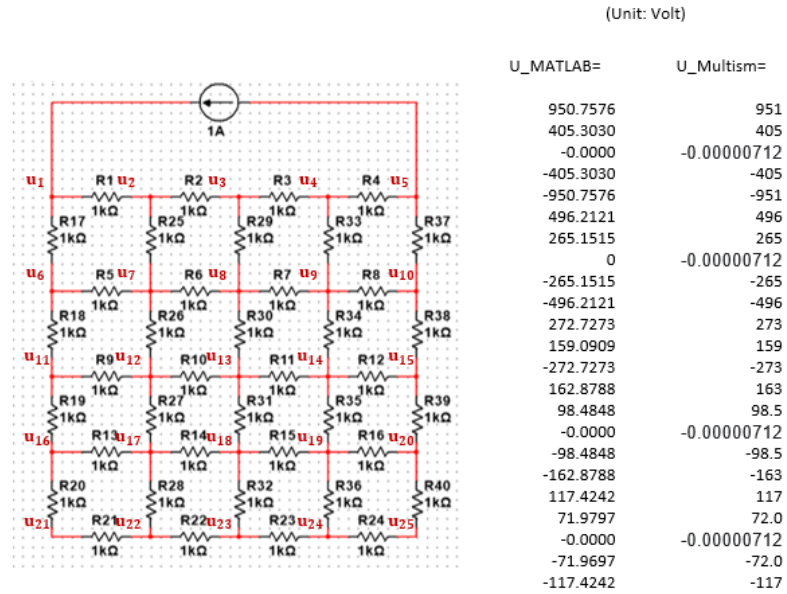 (Unit: Volt)
U_MATLAB= U_Multism=
950.7576 951
405.3030 405
-0.0000 -0.00000712
-405.3030 -405
-950.7576 -951
496.2121 496
265.1515 265
0 -0.00000712
-265.1515 -265
-496.2121 -496
272.7273 273
159.0909 159
-272.7273 -273
162.8788 163
98.4848 98.5
-0.0000 -0.00000712
-98.4848 -98.5
-162.8788 -163
117.4242 117
71.9797 72.0
-0.0000 -0.00000712
-71.9697 -72.0
-117.4242 -117
1A
u1 R1 u2 R2 u3 R3 u4 R4 u5
1kΩ 1kΩ 1kΩ 1kΩ
R17 R25 R29 R33 R37
1kΩ 1kΩ 1kΩ 1kΩ 1kΩ
u6 R5 u7 R6 u8 R7 u9 R8 u10
1kΩ 1kΩ 1kΩ 1kΩ
R18 R26 R30 R34 R38
1kΩ 1kΩ 1kΩ 1kΩ 1kΩ
u11 R9 u12 R10 u13 R11 u14 R12 u15
1kΩ 1kΩ 1kΩ 1kΩ
R19 R27 R31 R35 R39
1kΩ 1kΩ 1kΩ 1kΩ 1kΩ
u16 R13 u17 R14 u18 R15 u19 R16 u20
1kΩ 1kΩ 1kΩ 1kΩ
R20 R28 R32 R36 R40
1kΩ 1kΩ 1kΩ 1kΩ 1kΩ
u21 R21 u22 R22 u23 R23 u24 R24 u25
1kΩ 1kΩ 1kΩ 1kΩ